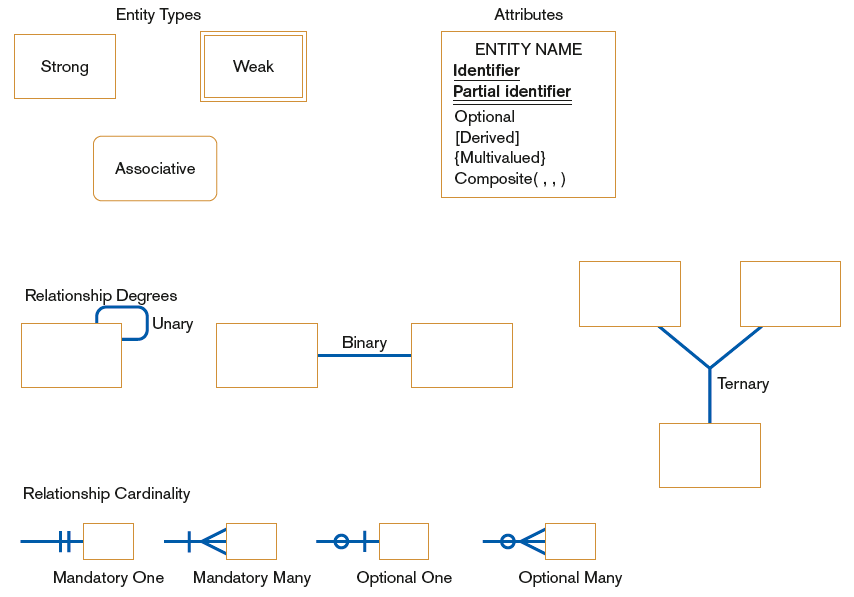 Entity Types
Strong
Weak
Associative
Attributes
ENTITY NAME
Identifier
Partial identifier
Optional
[Derived]
{Multivalued}
Composite( , , )
Relationship Degrees
Unary
Binary
Ternary
Relationship Cardinality
Mandatory One
Mandatory Many
Optional One
Optional Many